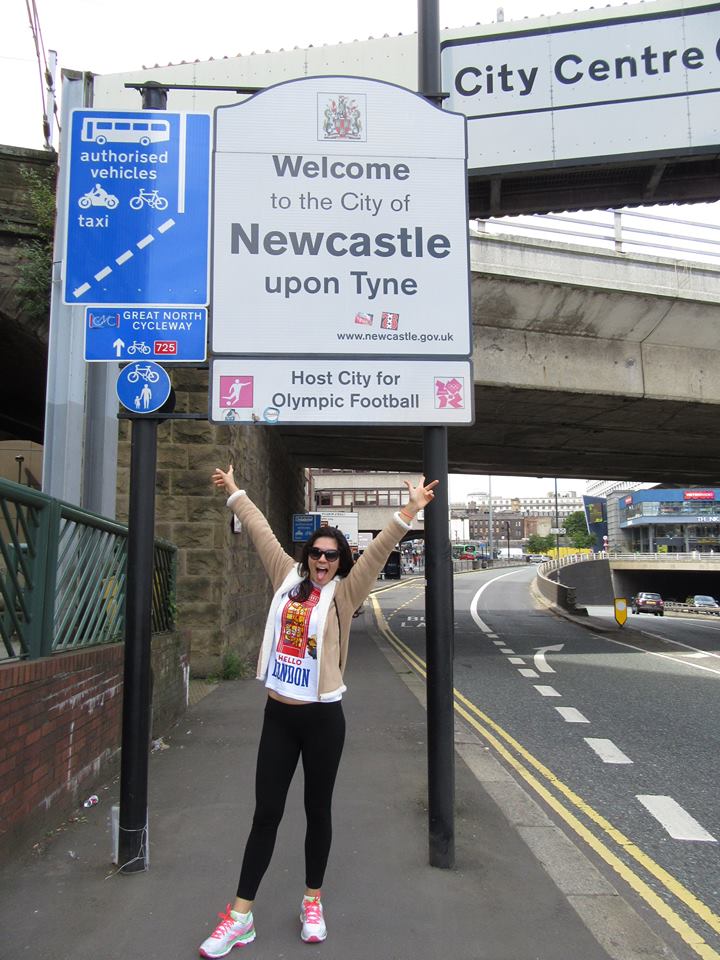 City Centre
authorised
vehicles
taxi
GREAT NORTH
CYCLEWAY
725
Welcome
to the City of
Newcastle
upon Tyne
www.newcastle.gov.uk
Host City for
Olympic Football
HELLO
LONDON